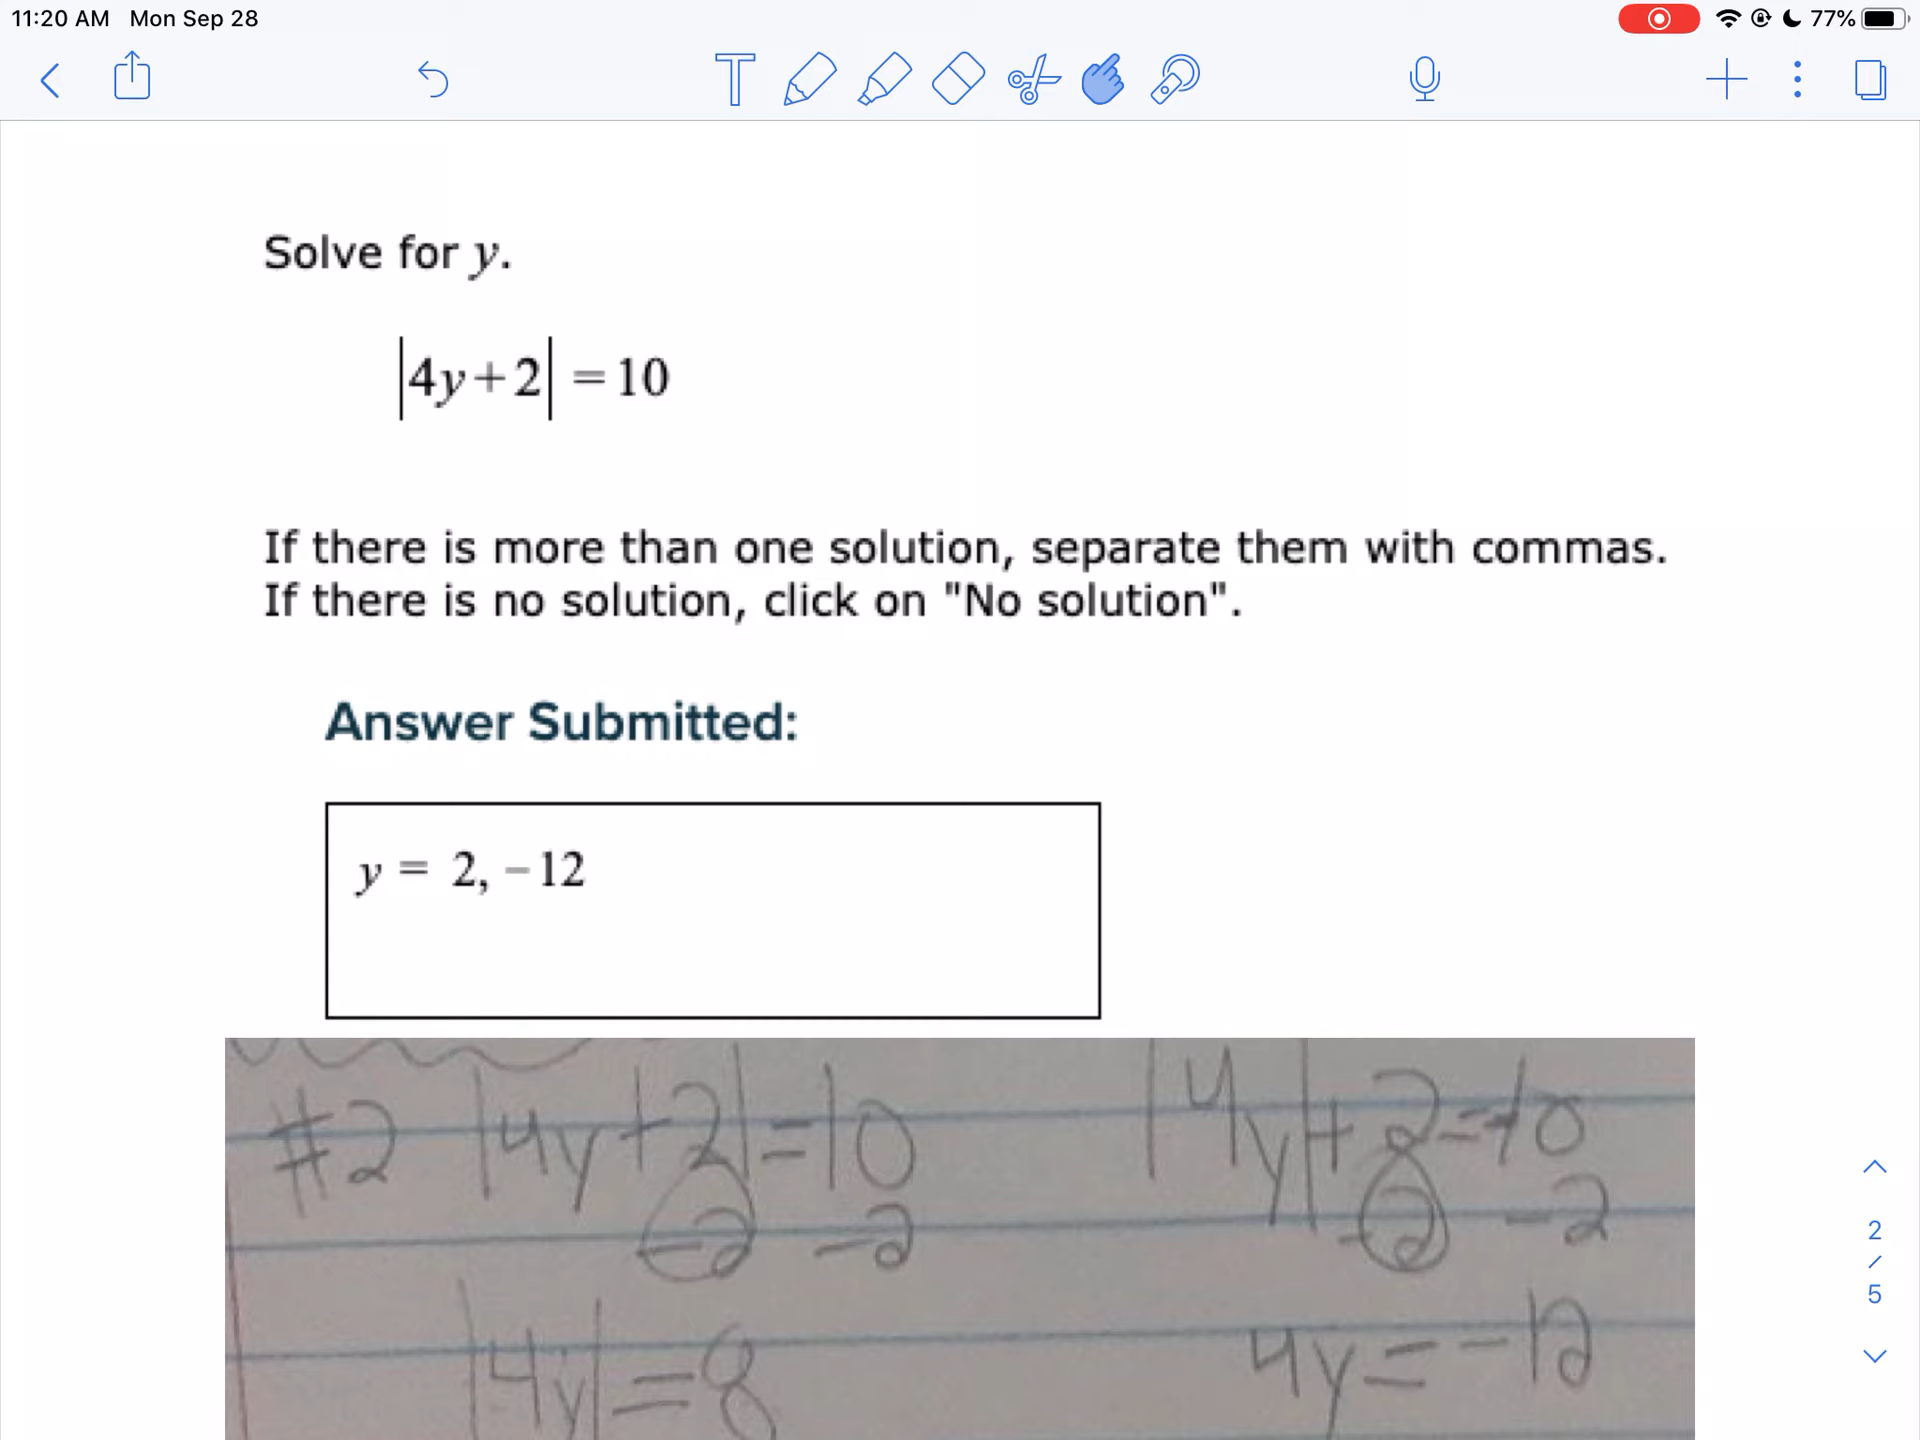 11:20 AM Mon Sep 28
77%
T
Solve for y.
|4y+2| = 10
If there is more than one solution, separate them with commas.
If there is no solution, click on "No solution".
Answer Submitted:
y = 2, −12
#2 |4y+2|=10 |4y|+2=-10
-2 -2 -2 -2
|4y|=8 4y=-12
2
/
5